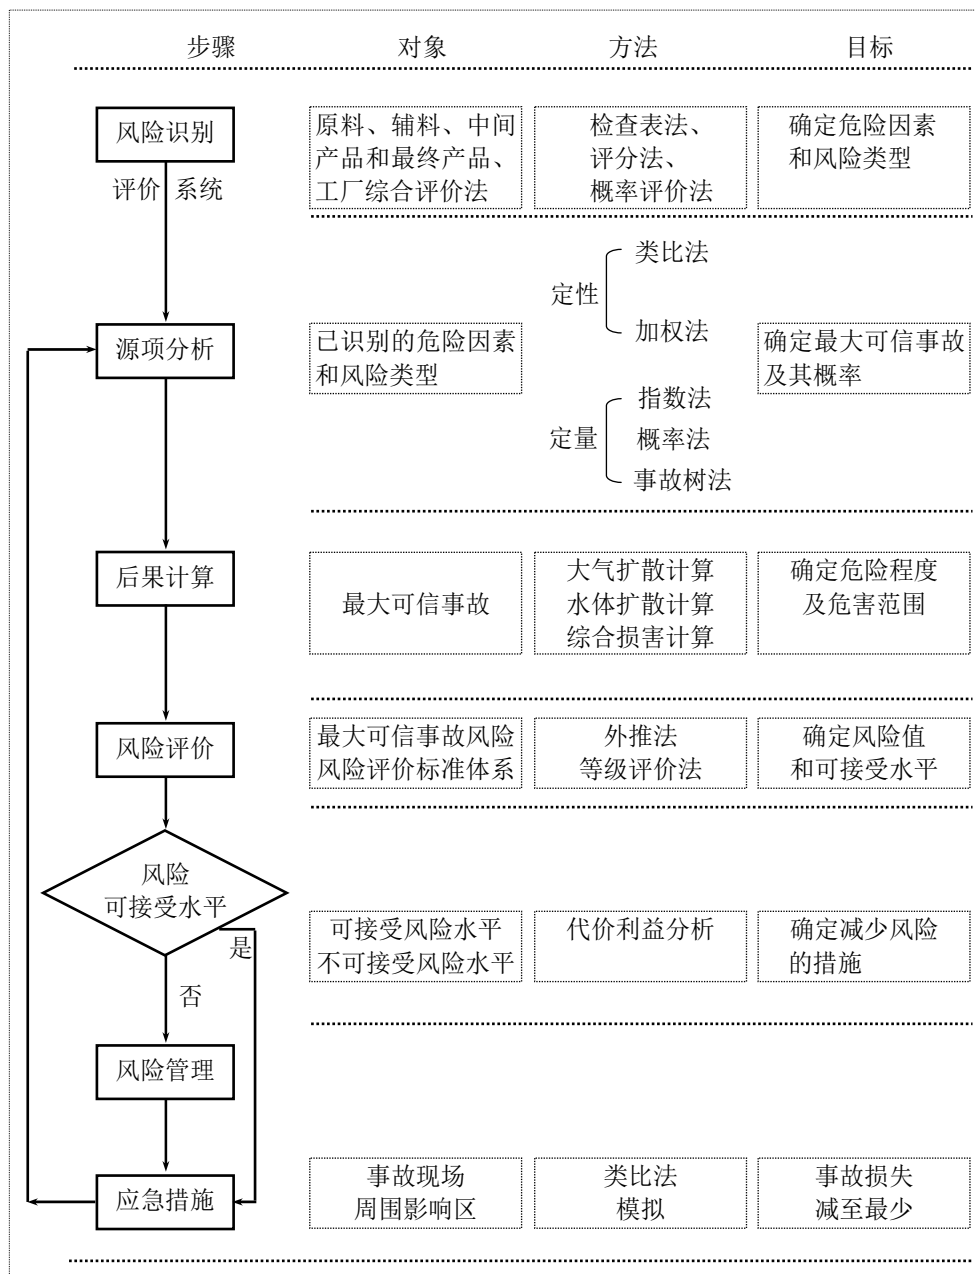 步骤 对象 方法 目标
风险识别
评价 系统
原料、辅料、中间
产品和最终产品、
工厂综合评价法
检查表法、
评分法、
概率评价法
确定危险因素
和风险类型
源项分析
已识别的危险因素
和风险类型
定性
类比法
加权法
定量
指数法
概率法
事故树法
确定最大可信事故
及其概率
后果计算
最大可信事故
大气扩散计算
水体扩散计算
综合损害计算
确定危险程度
及危害范围
风险评价
最大可信事故风险
风险评价标准体系
外推法
等级评价法
确定风险值
和可接受水平
风险
可接受水平
是
否
可接受风险水平
不可接受风险水平
代价利益分析
确定减少风险
的措施
风险管理
应急措施
事故现场
周围影响区
类比法
模拟
事故损失
减至最少